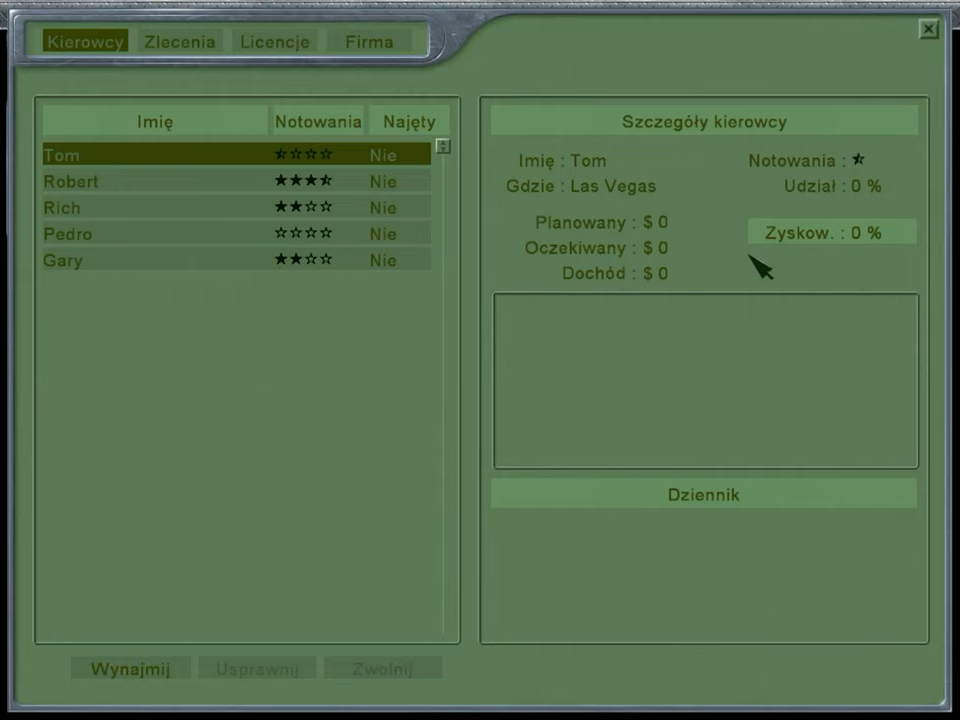 Kierowcy Zlecenia Licencje Firma
Imię Notowania Najęty
Tom ⯪☆☆☆ Nie
Robert ★★★⯪ Nie
Rich ★★☆☆ Nie
Pedro ☆☆☆☆ Nie
Gary ★★☆☆ Nie
Wynajmij Usprawnij Zwolnij
Szczegóły kierowcy
Imię : Tom Notowania : ⯪
Gdzie : Las Vegas Udział : 0 %
Planowany : $ 0
Zyskow. : 0 %
Oczekiwany : $ 0
Dochód : $ 0
Dziennik